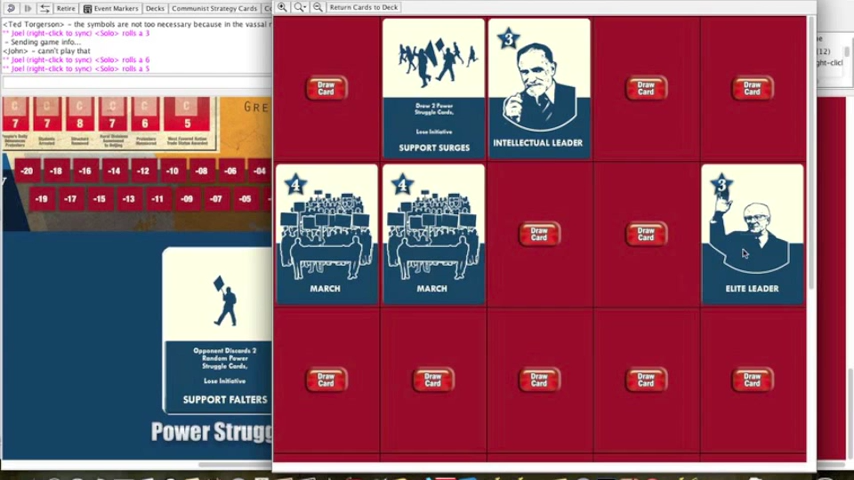 Return Cards to Deck
Retire
Event Markers
Decks
Communist Strategy Cards
<Ted Torgerson> - the symbols are not too necessary because in the vassal
** Joel (right-click to sync) <Solo> rolls a 3
- Sending game info...
<John> - cann't play that
** Joel (right-click to sync) <Solo> rolls a 6
** Joel (right-click to sync) <Solo> rolls a 5
(12)
C C C C C C
7 7 8 7 6 5
GRE
-20 -18 -16 -14 -12 -10 -08 -06 -04
-19 -17 -15 -13 -11 -09 -07 -05
Opponent Discards 2
Random Power
Struggle Cards,
Lose Initiative
SUPPORT FALTERS
Power Strugg
Draw
Card
Draw 2 Power
Struggle Cards,
Lose Initiative
SUPPORT SURGES
3
INTELLECTUAL LEADER
Draw
Card
Draw
Card
4
MARCH
4
MARCH
Draw
Card
Draw
Card
3
ELITE LEADER
Draw
Card
Draw
Card
Draw
Card
Draw
Card
Draw
Card